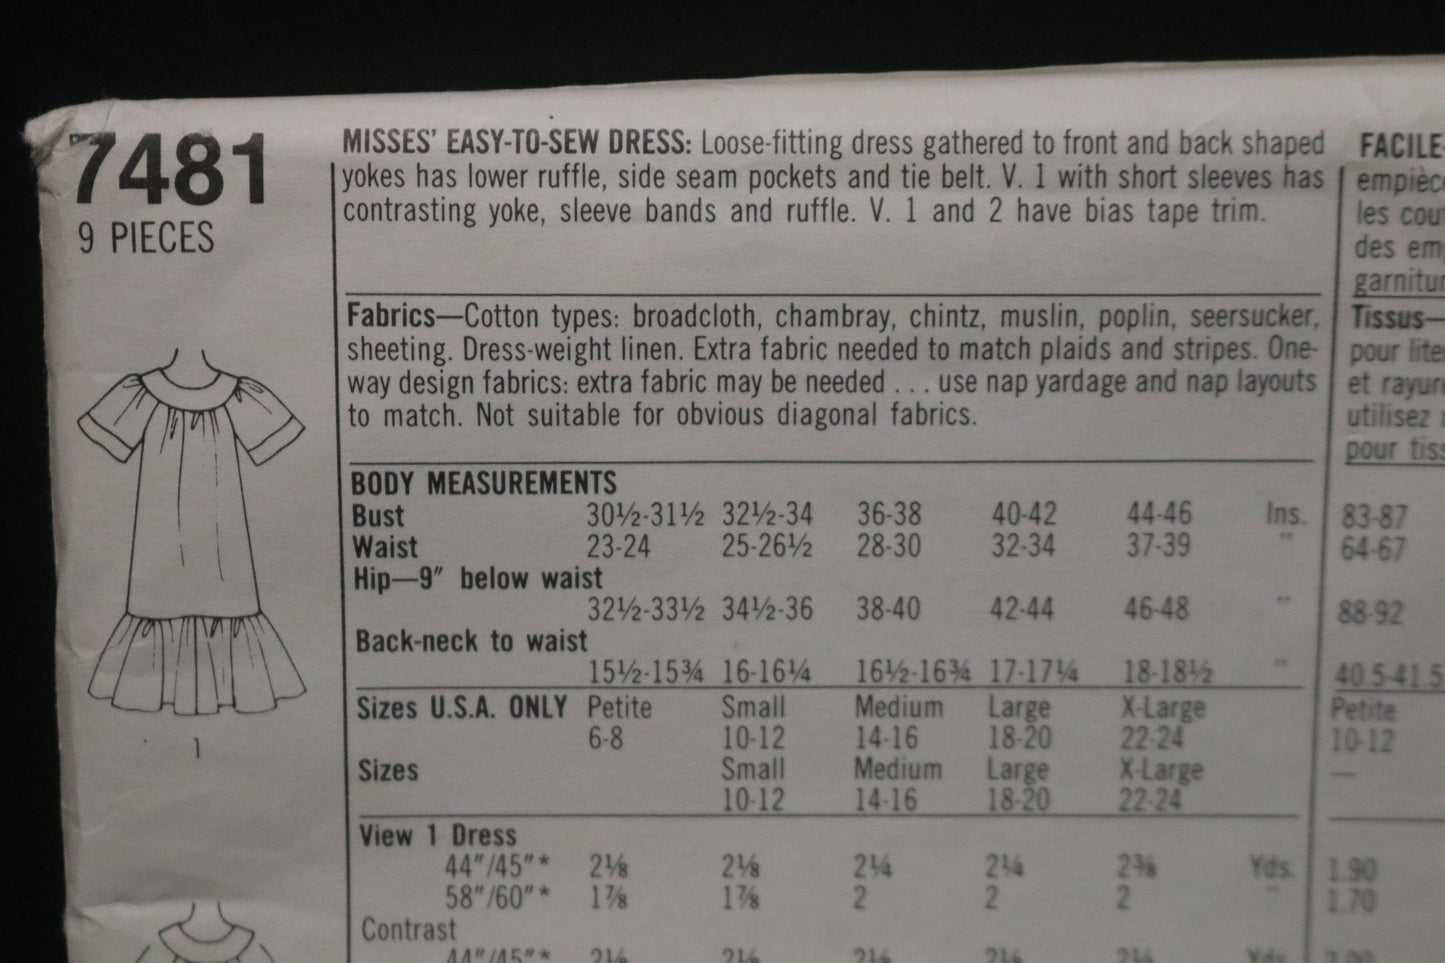 7481
9 PIECES
MISSES' EASY-TO-SEW DRESS: Loose-fitting dress gathered to front and back shaped
yokes has lower ruffle, side seam pockets and tie belt. V. 1 with short sleeves has
contrasting yoke, sleeve bands and ruffle. V. 1 and 2 have bias tape trim.
Fabrics—Cotton types: broadcloth, chambray, chintz, muslin, poplin, seersucker,
sheeting. Dress-weight linen. Extra fabric needed to match plaids and stripes. One-
way design fabrics: extra fabric may be needed . . . use nap yardage and nap layouts
to match. Not suitable for obvious diagonal fabrics.
BODY MEASUREMENTS
Bust 30½-31½ 32½-34 36-38 40-42 44-46 Ins.
Waist 23-24 25-26½ 28-30 32-34 37-39 "
Hip—9" below waist
32½-33½ 34½-36 38-40 42-44 46-48 "
Back-neck to waist
15½-15¾ 16-16¼ 16½-16¾ 17-17¼ 18-18½ "
Sizes U.S.A. ONLY Petite Small Medium Large X-Large
6-8 10-12 14-16 18-20 22-24
Sizes Small Medium Large X-Large
10-12 14-16 18-20 22-24
View 1 Dress
44"/45"* 2⅛ 2⅛ 2¼ 2¼ 2⅜ Yds.
58"/60"* 1⅞ 1⅞ 2 2 2 "
Contrast
44"/45"*
1
FACILE-
empièc
les cou
des em
garnitur
Tissus—
pour lite
et rayure
utilisez
pour tiss
83-87
64-67
88-92
40.5-41.5
Petite
10-12
—
1.90
1.70